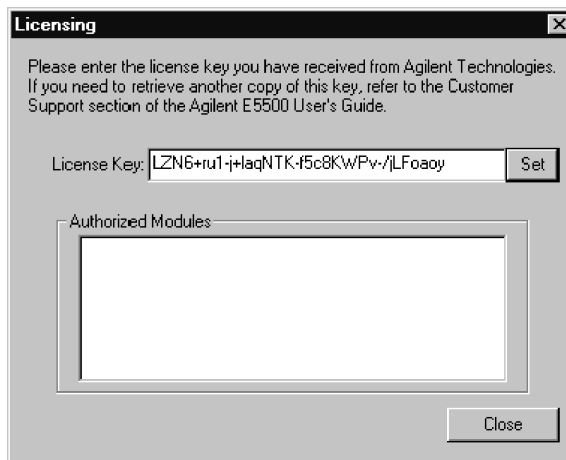 Licensing
Please enter the license key you have received from Agilent Technologies.
If you need to retrieve another copy of this key, refer to the Customer
Support section of the Agilent E5500 User's Guide.
License Key: LZN6+ru1-j+IaqNTK-f5c8KWPv-/jLFoaoy Set
Authorized Modules
Close